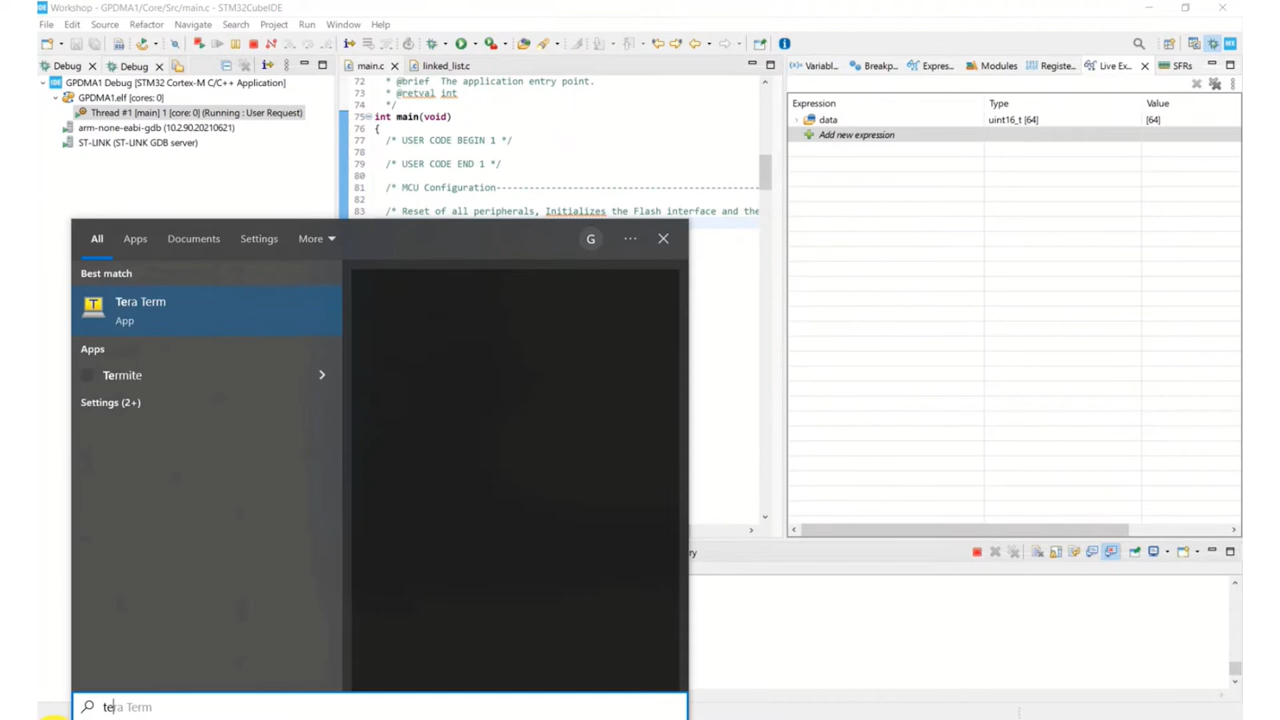 Workshop - GPDMA1/Core/Src/main.c - STM32CubeIDE
File Edit Source Refactor Navigate Search Project Run Window Help
Debug Debug
GPDMA1 Debug [STM32 Cortex-M C/C++ Application]
GPDMA1.elf [cores: 0]
Thread #1 [main] 1 [core: 0] (Running : User Request)
arm-none-eabi-gdb (10.2.90.20210621)
ST-LINK (ST-LINK GDB server)
main.c linked_list.c
72 * @brief The application entry point.
73 * @retval int
74 */
75 int main(void)
76 {
77 /* USER CODE BEGIN 1 */
78
79 /* USER CODE END 1 */
80
81 /* MCU Configuration--------------------------------
82
83 /* Reset of all peripherals, Initializes the Flash interface and the
(x)= Variabl... Breakp... Expres... Modules Registe... Live Ex... SFRs
Expression Type Value
data uint16_t [64] [64]
Add new expression
All Apps Documents Settings More G ...
Best match
Tera Term
App
Apps
Termite
Settings (2+)
ry
tera Term